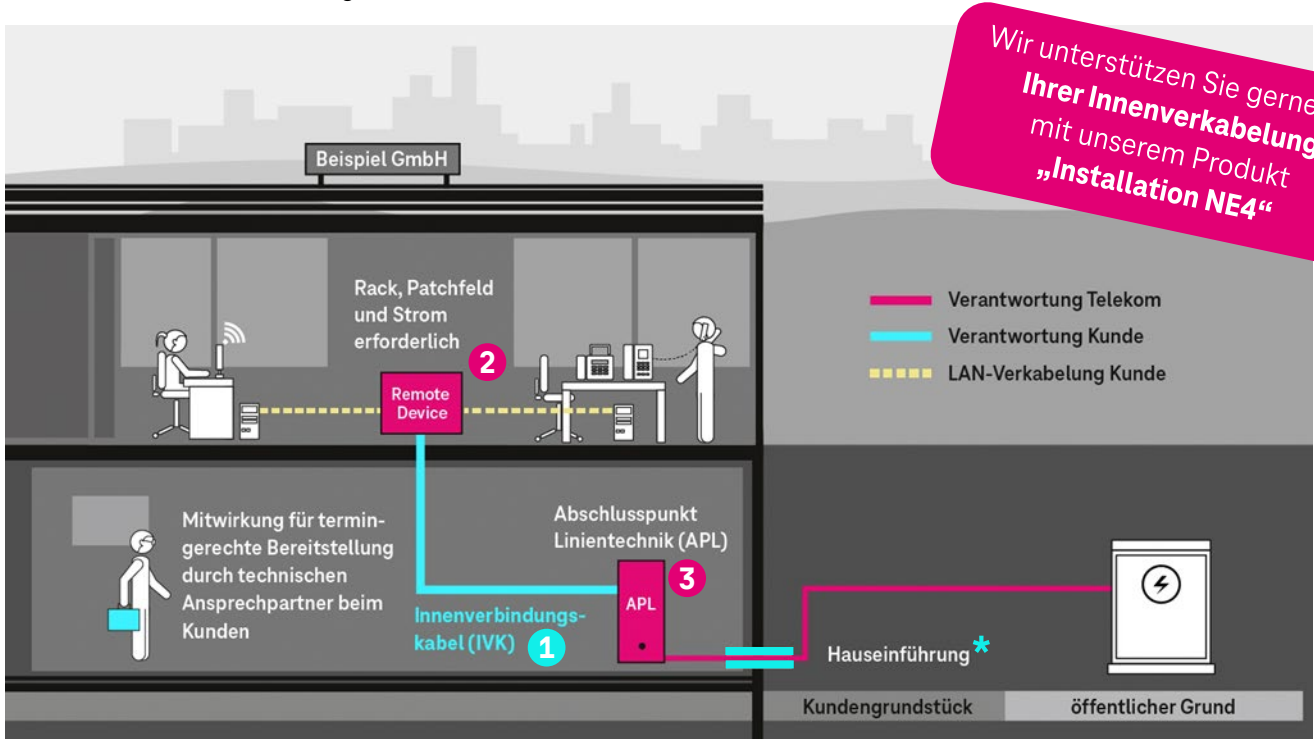 Wir unterstützen Sie gerne
Ihrer Innenverkabelung
mit unserem Produkt
„Installation NE4“
Beispiel GmbH
Rack, Patchfeld
und Strom
erforderlich
2
Remote
Device
Verantwortung Telekom
Verantwortung Kunde
LAN-Verkabelung Kunde
Mitwirkung für termin-
gerechte Bereitstellung
durch technischen
Ansprechpartner beim
Kunden
Abschlusspunkt
Linientechnik (APL)
3
APL
Innenverbindungs-
kabel (IVK) 1
Hauseinführung*
Kundengrundstück
öffentlicher Grund